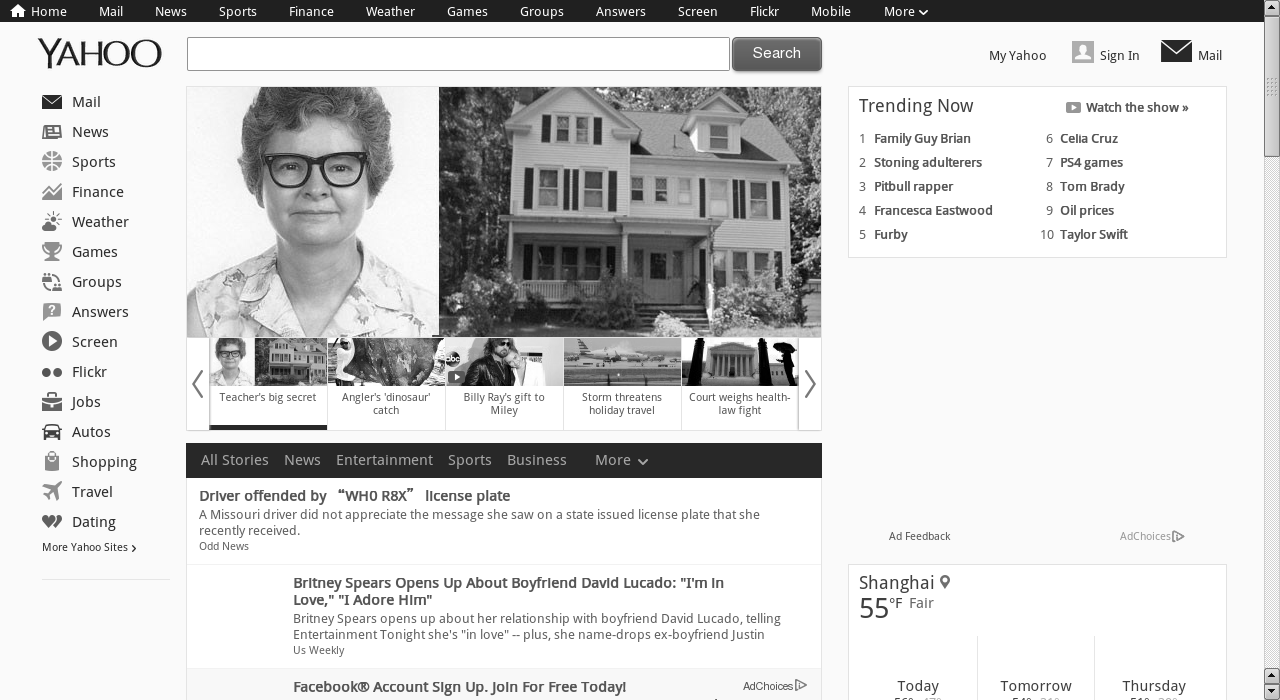 Home Mail News Sports Finance Weather Games Groups Answers Screen Flickr Mobile More
YAHOO
Search
My Yahoo Sign In Mail
Mail
News
Sports
Finance
Weather
Games
Groups
Answers
Screen
Flickr
Jobs
Autos
Shopping
Travel
Dating
More Yahoo Sites
abc
Teacher's big secret
Angler's 'dinosaur'
catch
Billy Ray's gift to
Miley
Storm threatens
holiday travel
Court weighs health-
law fight
All Stories News Entertainment Sports Business More
Driver offended by “WH0 R8X” license plate
A Missouri driver did not appreciate the message she saw on a state issued license plate that she
recently received.
Odd News
Britney Spears Opens Up About Boyfriend David Lucado: "I'm in
Love," "I Adore Him"
Britney Spears opens up about her relationship with boyfriend David Lucado, telling
Entertainment Tonight she's "in love" -- plus, she name-drops ex-boyfriend Justin
Us Weekly
Facebook® Account Sign Up. Join For Free Today!
AdChoices
Trending Now
Watch the show »
1 Family Guy Brian
2 Stoning adulterers
3 Pitbull rapper
4 Francesca Eastwood
5 Furby
6 Celia Cruz
7 PS4 games
8 Tom Brady
9 Oil prices
10 Taylor Swift
Ad Feedback
AdChoices
Shanghai
55°F Fair
Today Tomorrow Thursday